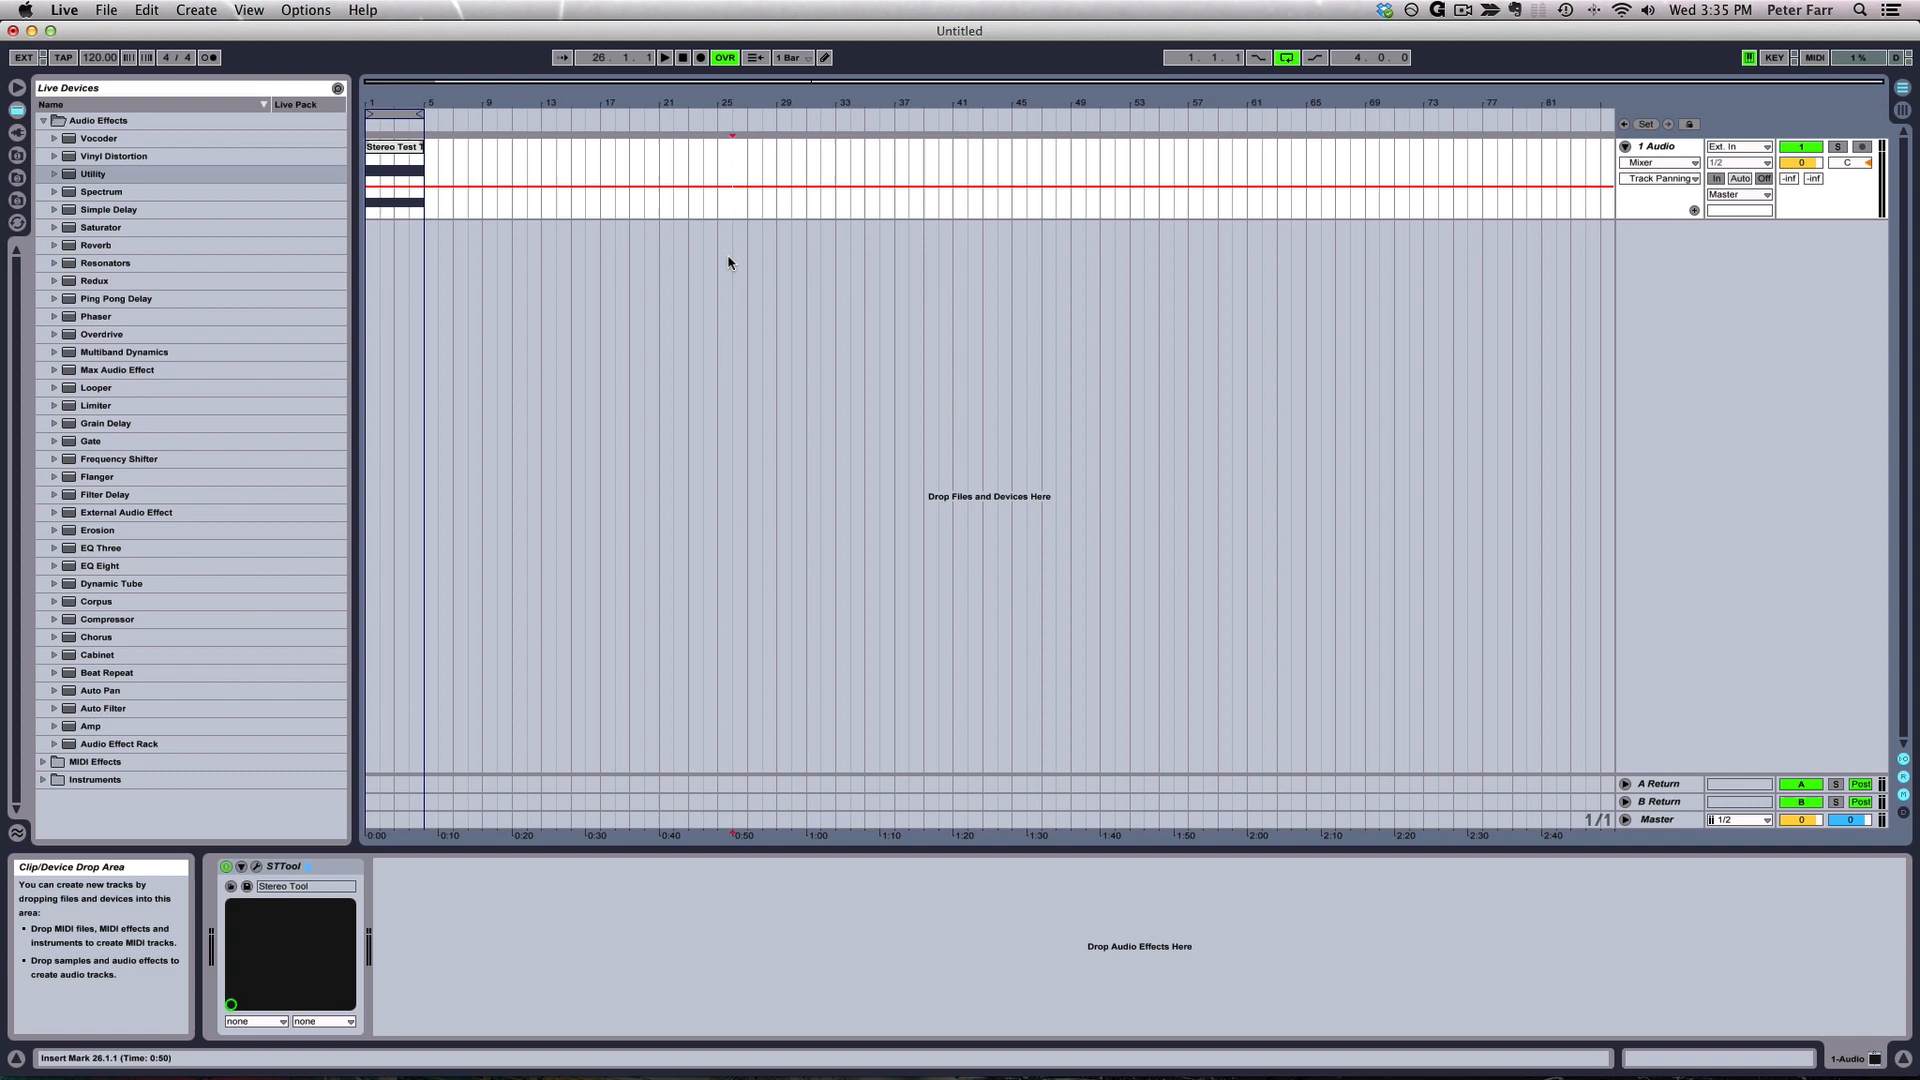 Live File Edit Create View Options Help Wed 3:35 PM Peter Farr
Untitled
EXT TAP 120.00 4 / 4 26. 1. 1 OVR 1 Bar 1. 1. 1 4. 0. 0 KEY MIDI 1 % D
Live Devices
Name Live Pack
Audio Effects
Vocoder
Vinyl Distortion
Utility
Spectrum
Simple Delay
Saturator
Reverb
Resonators
Redux
Ping Pong Delay
Phaser
Overdrive
Multiband Dynamics
Max Audio Effect
Looper
Limiter
Grain Delay
Gate
Frequency Shifter
Flanger
Filter Delay
External Audio Effect
Erosion
EQ Three
EQ Eight
Dynamic Tube
Corpus
Compressor
Chorus
Cabinet
Beat Repeat
Auto Pan
Auto Filter
Amp
Audio Effect Rack
MIDI Effects
Instruments
1 5 9 13 17 21 25 29 33 37 41 45 49 53 57 61 65 69 73 77 81
Set
Stereo Test T
1 Audio Ext. In 1 S
Mixer 1/2 0 C
Track Panning In Auto Off -inf -inf
Master
Drop Files and Devices Here
A Return A S Post
B Return B S Post
1/1 Master 1/2 0 0
0:00 0:10 0:20 0:30 0:40 0:50 1:00 1:10 1:20 1:30 1:40 1:50 2:00 2:10 2:20 2:30 2:40
Clip/Device Drop Area
You can create new tracks by
dropping files and devices into this
area:
▪ Drop MIDI files, MIDI effects and
instruments to create MIDI tracks.
▪ Drop samples and audio effects to
create audio tracks.
STTool
Stereo Tool
none none
Drop Audio Effects Here
Insert Mark 26.1.1 (Time: 0:50)
1-Audio